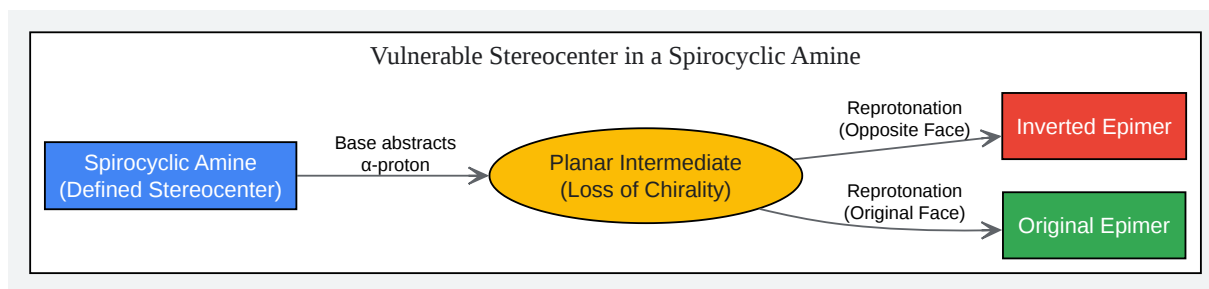 Vulnerable Stereocenter in a Spirocyclic Amine
Spirocyclic Amine
(Defined Stereocenter)
Base abstracts
α-proton
Planar Intermediate
(Loss of Chirality)
Reprotonation
(Opposite Face)
Inverted Epimer
Reprotonation
(Original Face)
Original Epimer